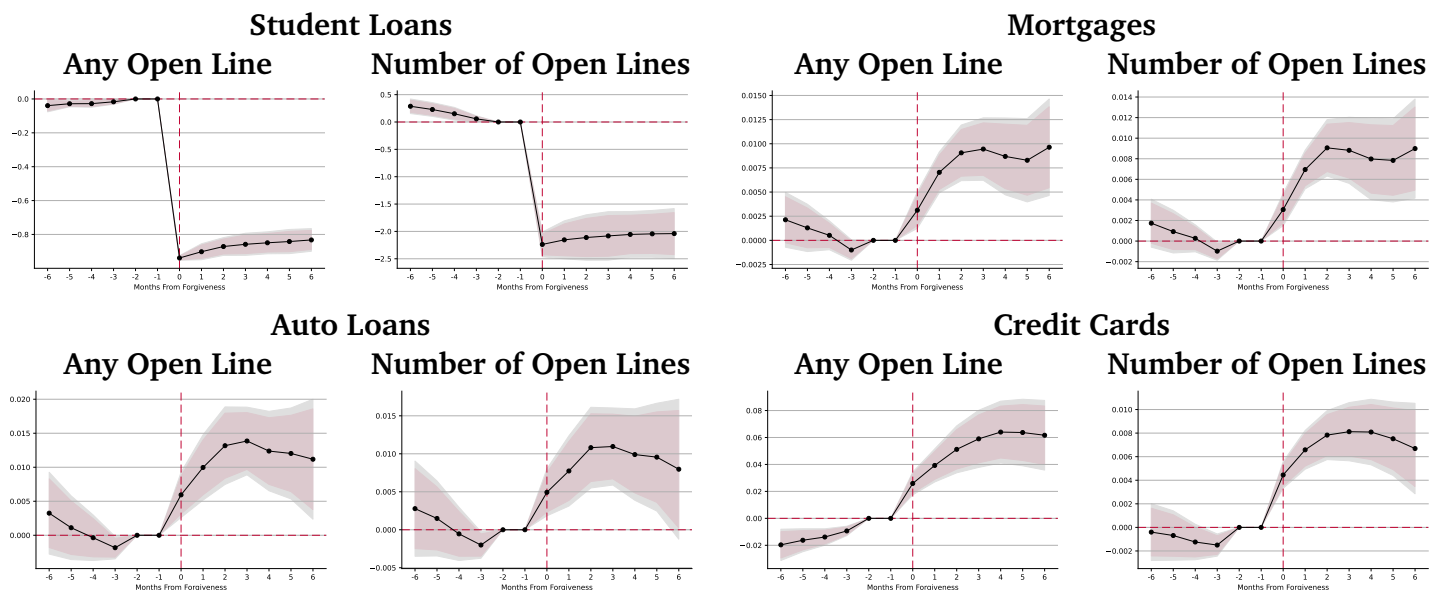 Student Loans
Mortgages
Any Open Line
Number of Open Lines
Any Open Line
Number of Open Lines
0.0
−0.2
−0.4
−0.6
−0.8
-6 -5 -4 -3 -2 -1 0 1 2 3 4 5 6
Months From Forgiveness
0.5
0.0
−0.5
−1.0
−1.5
−2.0
−2.5
-6 -5 -4 -3 -2 -1 0 1 2 3 4 5 6
Months From Forgiveness
0.0150
0.0125
0.0100
0.0075
0.0050
0.0025
0.0000
−0.0025
-6 -5 -4 -3 -2 -1 0 1 2 3 4 5 6
Months From Forgiveness
0.014
0.012
0.010
0.008
0.006
0.004
0.002
0.000
−0.002
-6 -5 -4 -3 -2 -1 0 1 2 3 4 5 6
Months From Forgiveness
Auto Loans
Credit Cards
Any Open Line
Number of Open Lines
Any Open Line
Number of Open Lines
0.020
0.015
0.010
0.005
0.000
-6 -5 -4 -3 -2 -1 0 1 2 3 4 5 6
Months From Forgiveness
0.015
0.010
0.005
0.000
−0.005
-6 -5 -4 -3 -2 -1 0 1 2 3 4 5 6
Months From Forgiveness
0.08
0.06
0.04
0.02
0.00
−0.02
-6 -5 -4 -3 -2 -1 0 1 2 3 4 5 6
Months From Forgiveness
0.010
0.008
0.006
0.004
0.002
0.000
−0.002
-6 -5 -4 -3 -2 -1 0 1 2 3 4 5 6
Months From Forgiveness